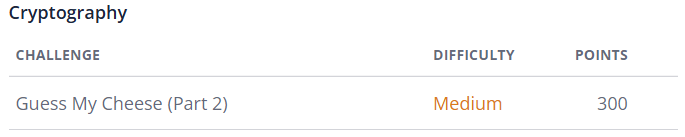 Cryptography
CHALLENGE DIFFICULTY POINTS
Guess My Cheese (Part 2) Medium 300